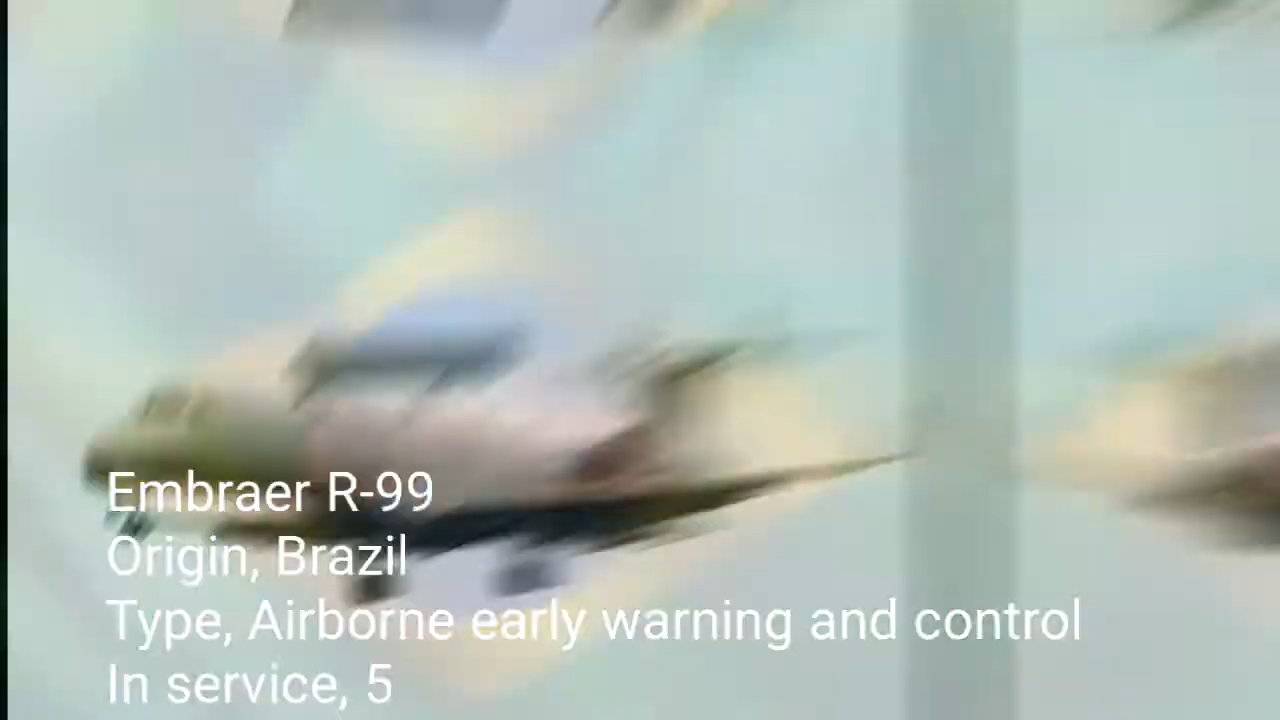 Embraer R-99
Origin, Brazil
Type, Airborne early warning and control
In service, 5